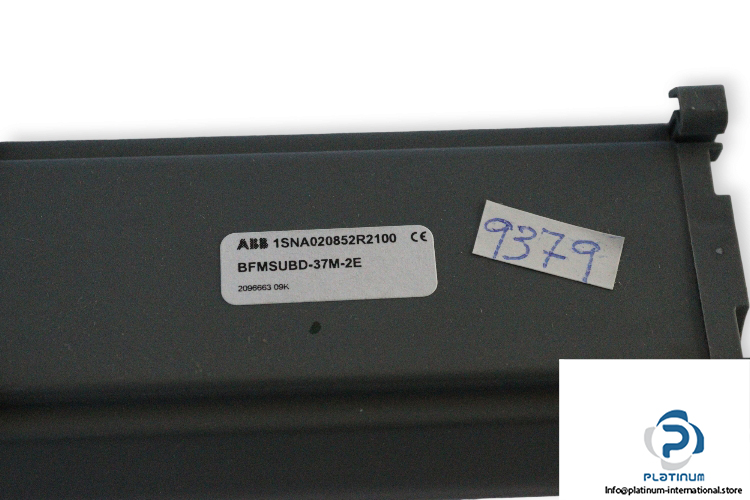 ABB 1SNA020852R2100 CE
BFMSUBD-37M-2E
2096663 09K
9379
PLATINUM
Info@platinum-international.store